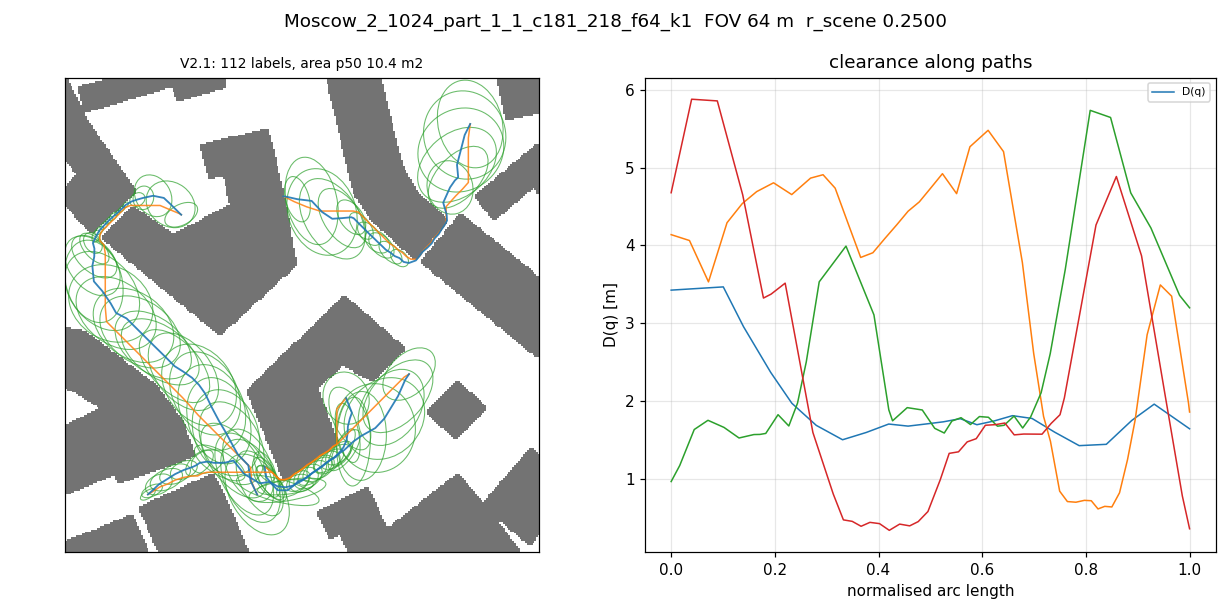 Moscow_2_1024_part_1_1_c181_218_f64_k1 FOV 64 m r_scene 0.2500
V2.1: 112 labels, area p50 10.4 m2
clearance along paths
D(q)
6
5
4
3
2
1
D(q) [m]
0.0 0.2 0.4 0.6 0.8 1.0
normalised arc length